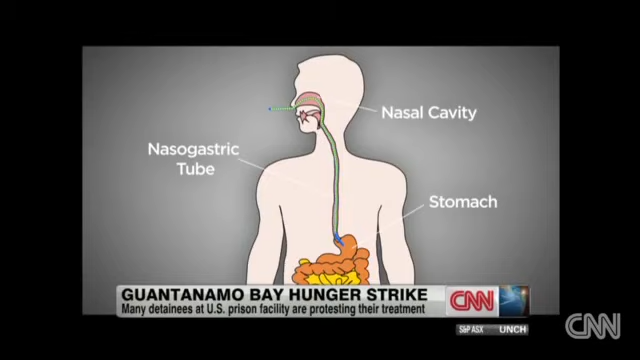 Nasal Cavity
Nasogastric
Tube
Stomach
GUANTANAMO BAY HUNGER STRIKE
Many detainees at U.S. prison facility are protesting their treatment
CNN
S&P ASX UNCH
CNN